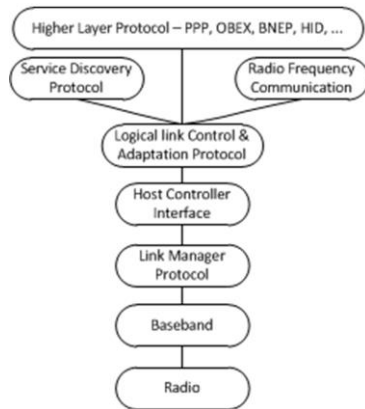 Higher Layer Protocol – PPP, OBEX, BNEP, HID, ...
Service Discovery
Protocol
Radio Frequency
Communication
Logical link Control &
Adaptation Protocol
Host Controller
Interface
Link Manager
Protocol
Baseband
Radio